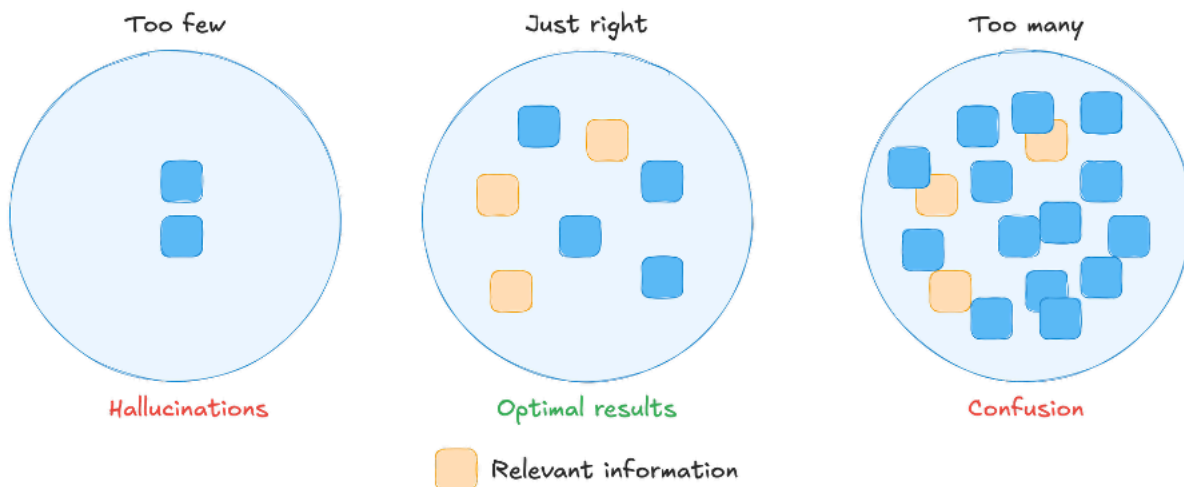 Too few
Just right
Too many
Hallucinations
Optimal results
Confusion
Relevant information